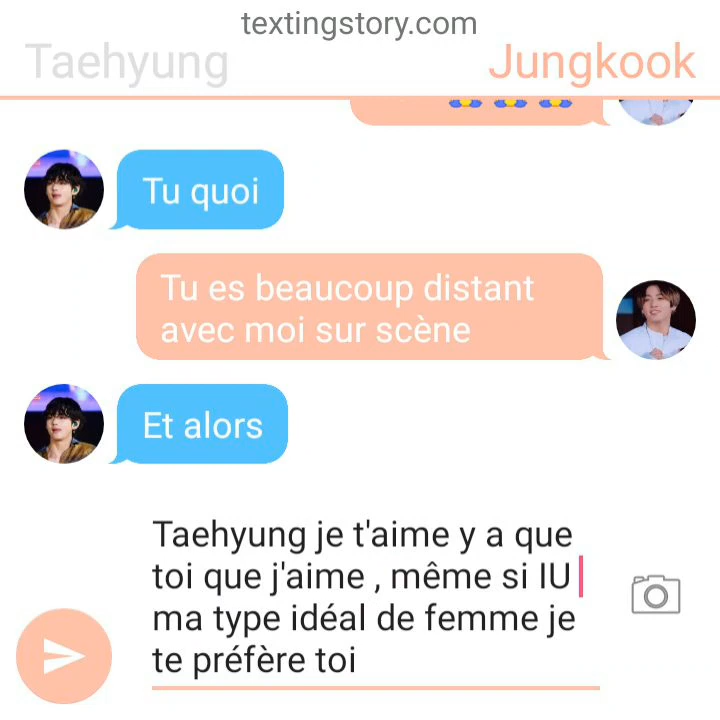 textingstory.com
Taehyung
Jungkook
Tu quoi
Tu es beaucoup distant
avec moi sur scène
Et alors
Taehyung je t'aime y a que
toi que j'aime , même si IU
ma type idéal de femme je
te préfère toi